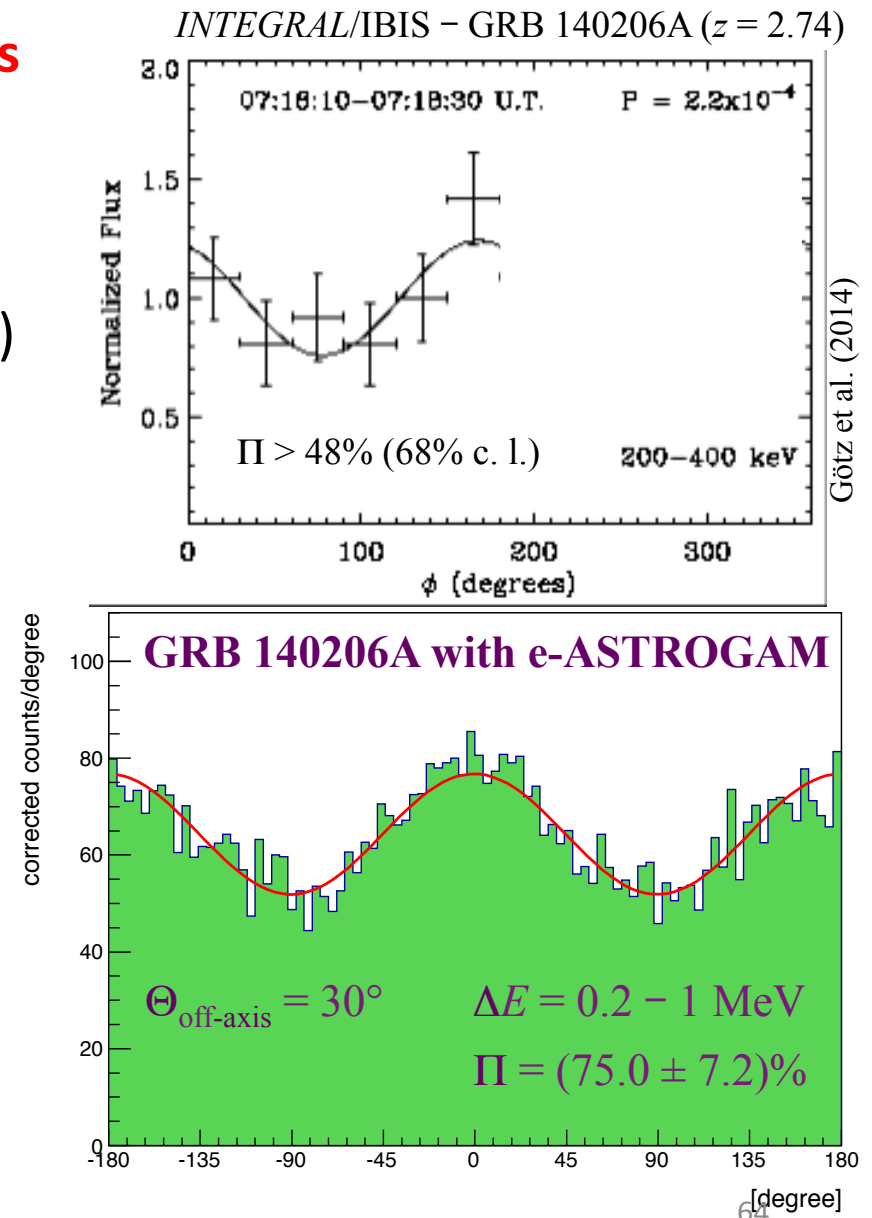 s
)
INTEGRAL/IBIS − GRB 140206A (z = 2.74)
07:18:10−07:18:30 U.T.
P = 2.2x10⁻⁴
2.0
1.5
1.0
0.5
Normalized Flux
Π > 48% (68% c. l.)
200−400 keV
0 100 200 300
ϕ (degrees)
Götz et al. (2014)
GRB 140206A with e-ASTROGAM
corrected counts/degree
100
80
60
40
20
0
Θoff-axis = 30°
ΔE = 0.2 − 1 MeV
Π = (75.0 ± 7.2)%
-180 -135 -90 -45 0 45 90 135 180
[degree]
64